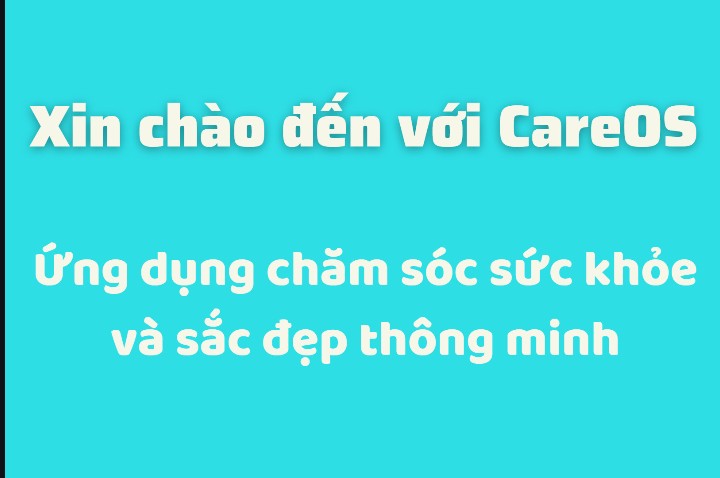 Xin chào đến với CareOS
Ứng dụng chăm sóc sức khỏe
và sắc đẹp thông minh